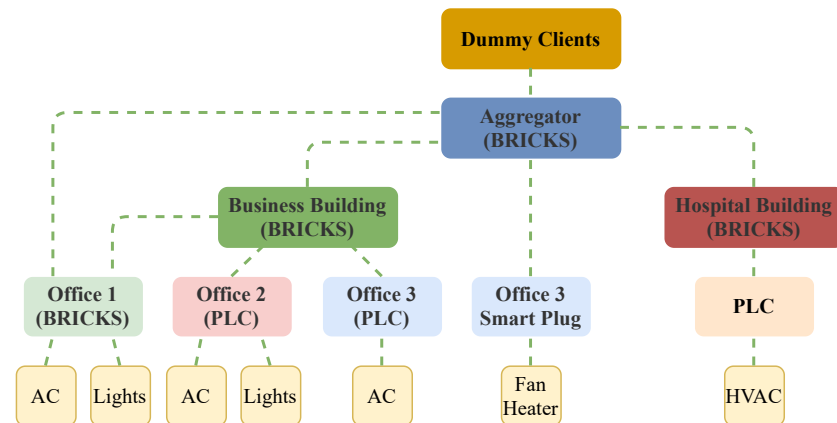 Dummy Clients
Aggregator
(BRICKS)
Business Building
(BRICKS)
Hospital Building
(BRICKS)
Office 1
(BRICKS)
Office 2
(PLC)
Office 3
(PLC)
Office 3
Smart Plug
PLC
AC
Lights
AC
Lights
AC
Fan
Heater
HVAC